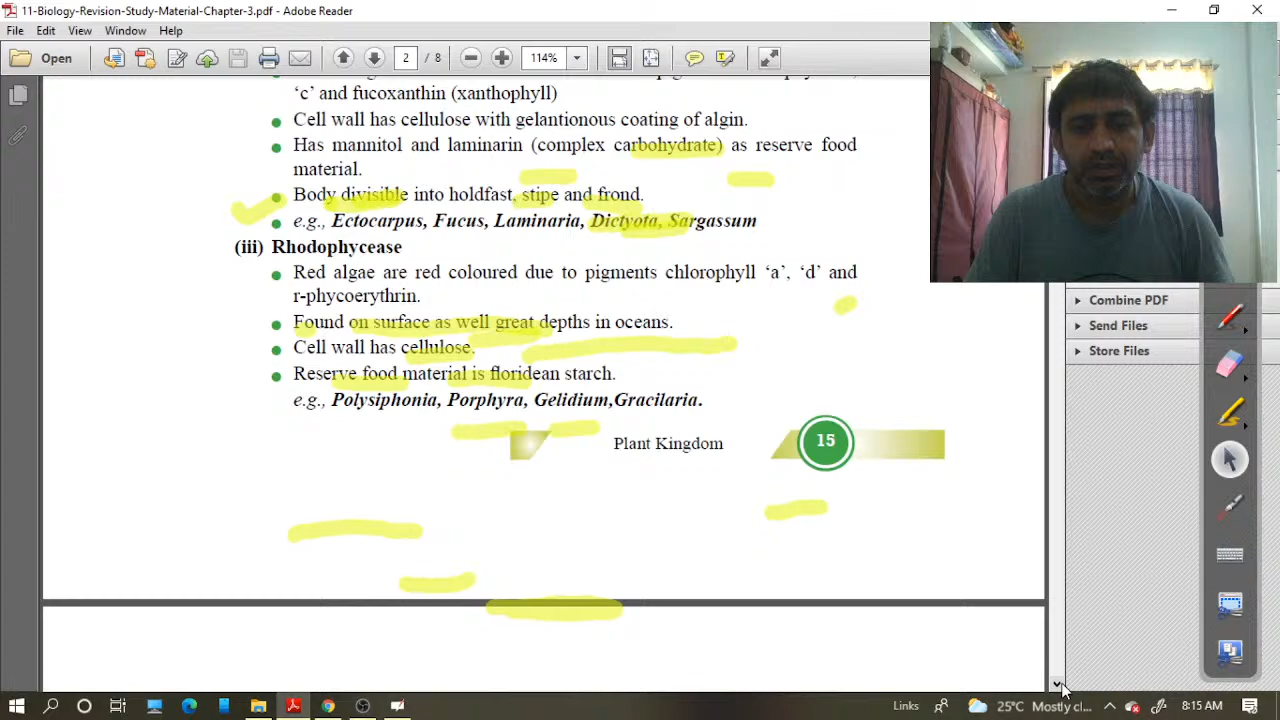 11-Biology-Revision-Study-Material-Chapter-3.pdf - Adobe Reader
File Edit View Window Help
Open 2 / 8 114%
'c' and fucoxanthin (xanthophyll)
Cell wall has cellulose with gelantionous coating of algin.
Has mannitol and laminarin (complex carbohydrate) as reserve food
material.
Body divisible into holdfast, stipe and frond.
e.g., Ectocarpus, Fucus, Laminaria, Dictyota, Sargassum
(iii) Rhodophycease
Red algae are red coloured due to pigments chlorophyll 'a', 'd' and
r-phycoerythrin.
Found on surface as well great depths in oceans.
Cell wall has cellulose.
Reserve food material is floridean starch.
e.g., Polysiphonia, Porphyra, Gelidium,Gracilaria.
Plant Kingdom 15
Combine PDF
Send Files
Store Files
Links 25°C Mostly cl... 8:15 AM